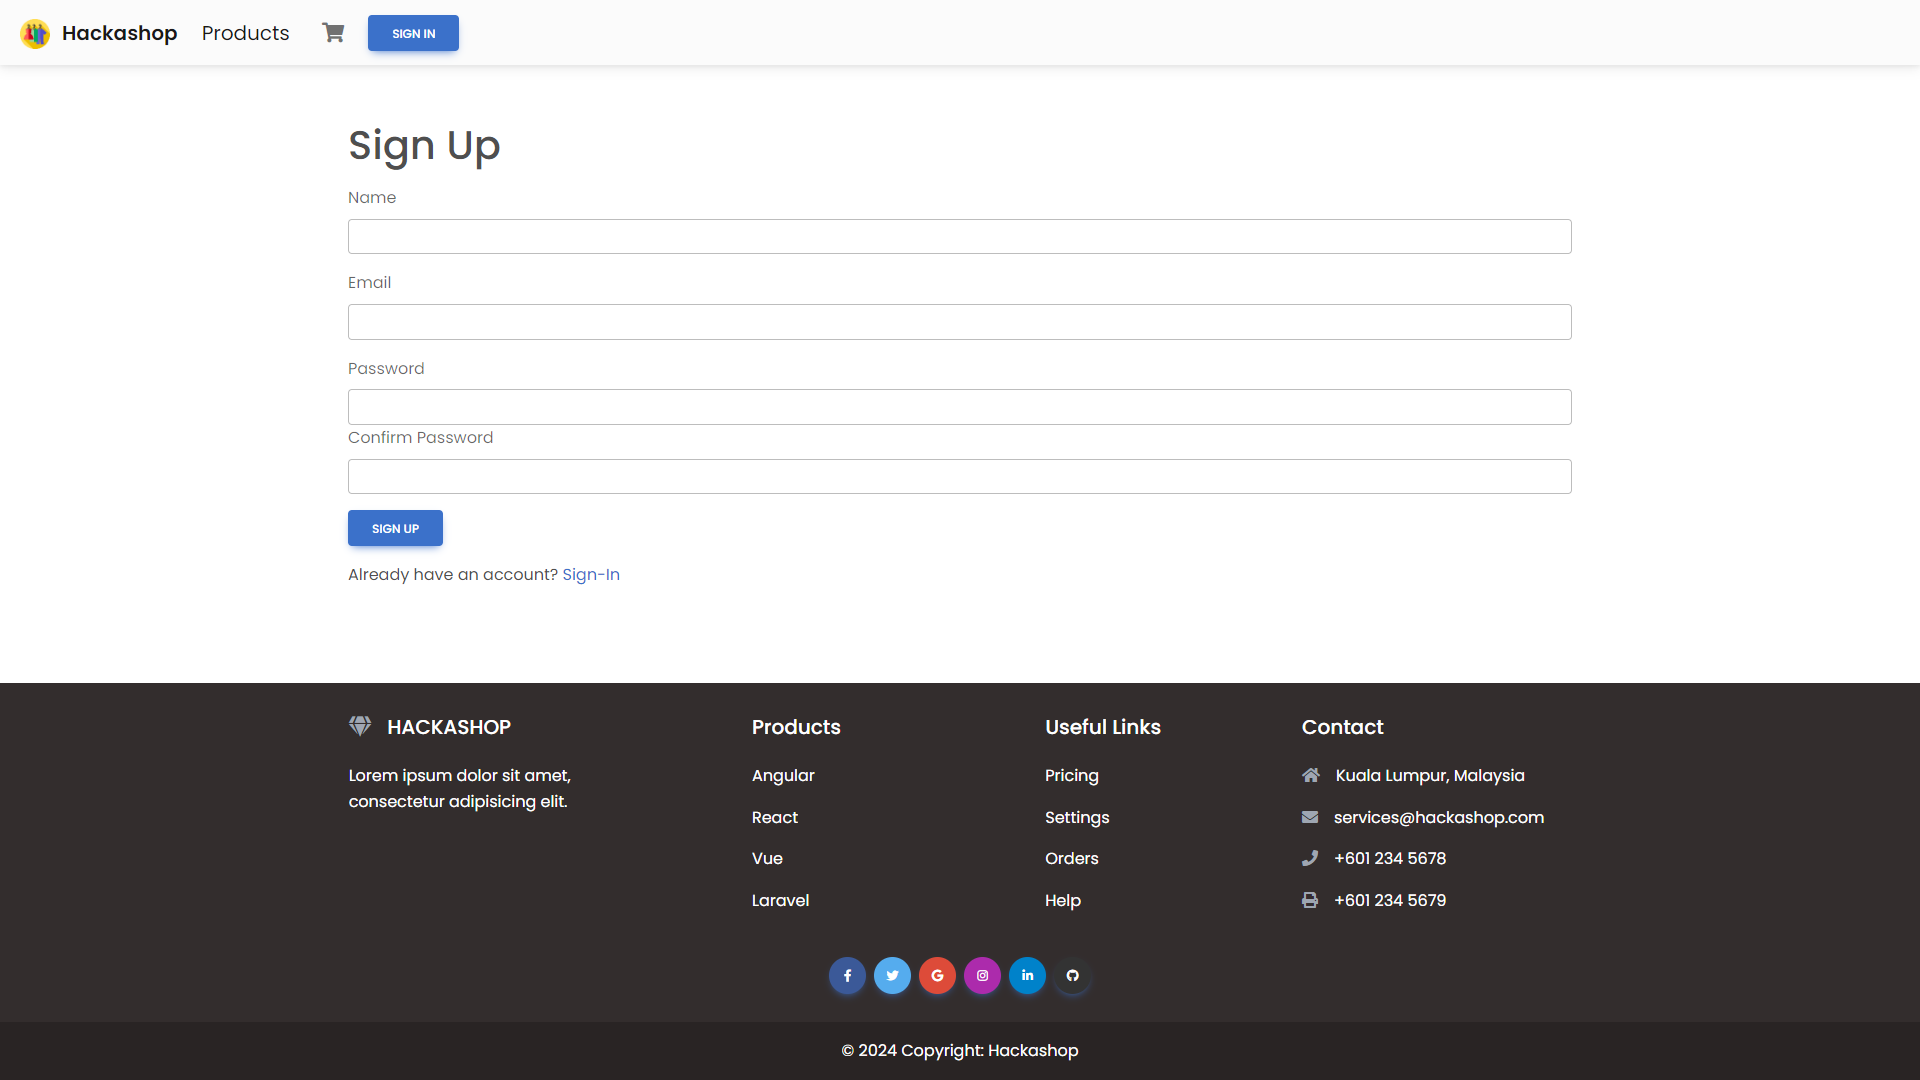 Hackashop
Products
SIGN IN
Sign Up
Name
Email
Password
Confirm Password
SIGN UP
Already have an account? Sign-In
HACKASHOP
Lorem ipsum dolor sit amet,
consectetur adipisicing elit.
Products
Angular
React
Vue
Laravel
Useful Links
Pricing
Settings
Orders
Help
Contact
Kuala Lumpur, Malaysia
services@hackashop.com
+601 234 5678
+601 234 5679
© 2024 Copyright: Hackashop